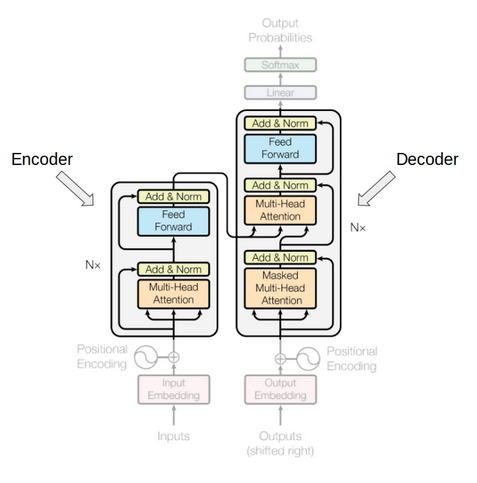 Output
Probabilities
Softmax
Linear
Add & Norm
Feed
Forward
Add & Norm
Multi-Head
Attention
Add & Norm
Masked
Multi-Head
Attention
N×
Decoder
Encoder
Add & Norm
Feed
Forward
Add & Norm
Multi-Head
Attention
N×
Positional
Encoding
Input
Embedding
Inputs
Positional
Encoding
Output
Embedding
Outputs
(shifted right)